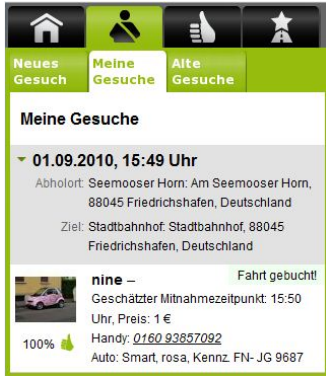 Neues Gesuch
Meine Gesuche
Alte Gesuche
Meine Gesuche
01.09.2010, 15:49 Uhr
Abholort: Seemooser Horn: Am Seemooser Horn,
88045 Friedrichshafen, Deutschland
Ziel: Stadtbahnhof: Stadtbahnhof, 88045
Friedrichshafen, Deutschland
nine –
Fahrt gebucht!
Geschätzter Mitnahmezeitpunkt: 15:50
Uhr, Preis: 1 €
100%
Handy: 0160 93857092
Auto: Smart, rosa, Kennz. FN- JG 9687